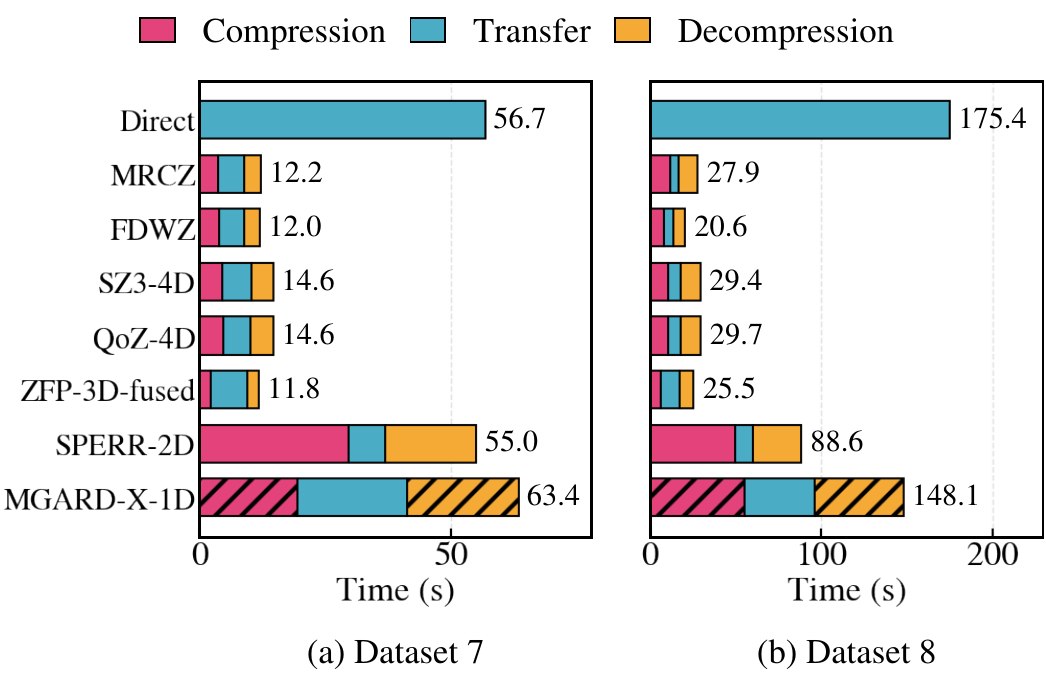 Compression Transfer Decompression
Direct 56.7 175.4
MRCZ 12.2 27.9
FDWZ 12.0 20.6
SZ3-4D 14.6 29.4
QoZ-4D 14.6 29.7
ZFP-3D-fused 11.8 25.5
SPERR-2D 55.0 88.6
MGARD-X-1D 63.4 148.1
0 50 0 100 200
Time (s) Time (s)
(a) Dataset 7 (b) Dataset 8